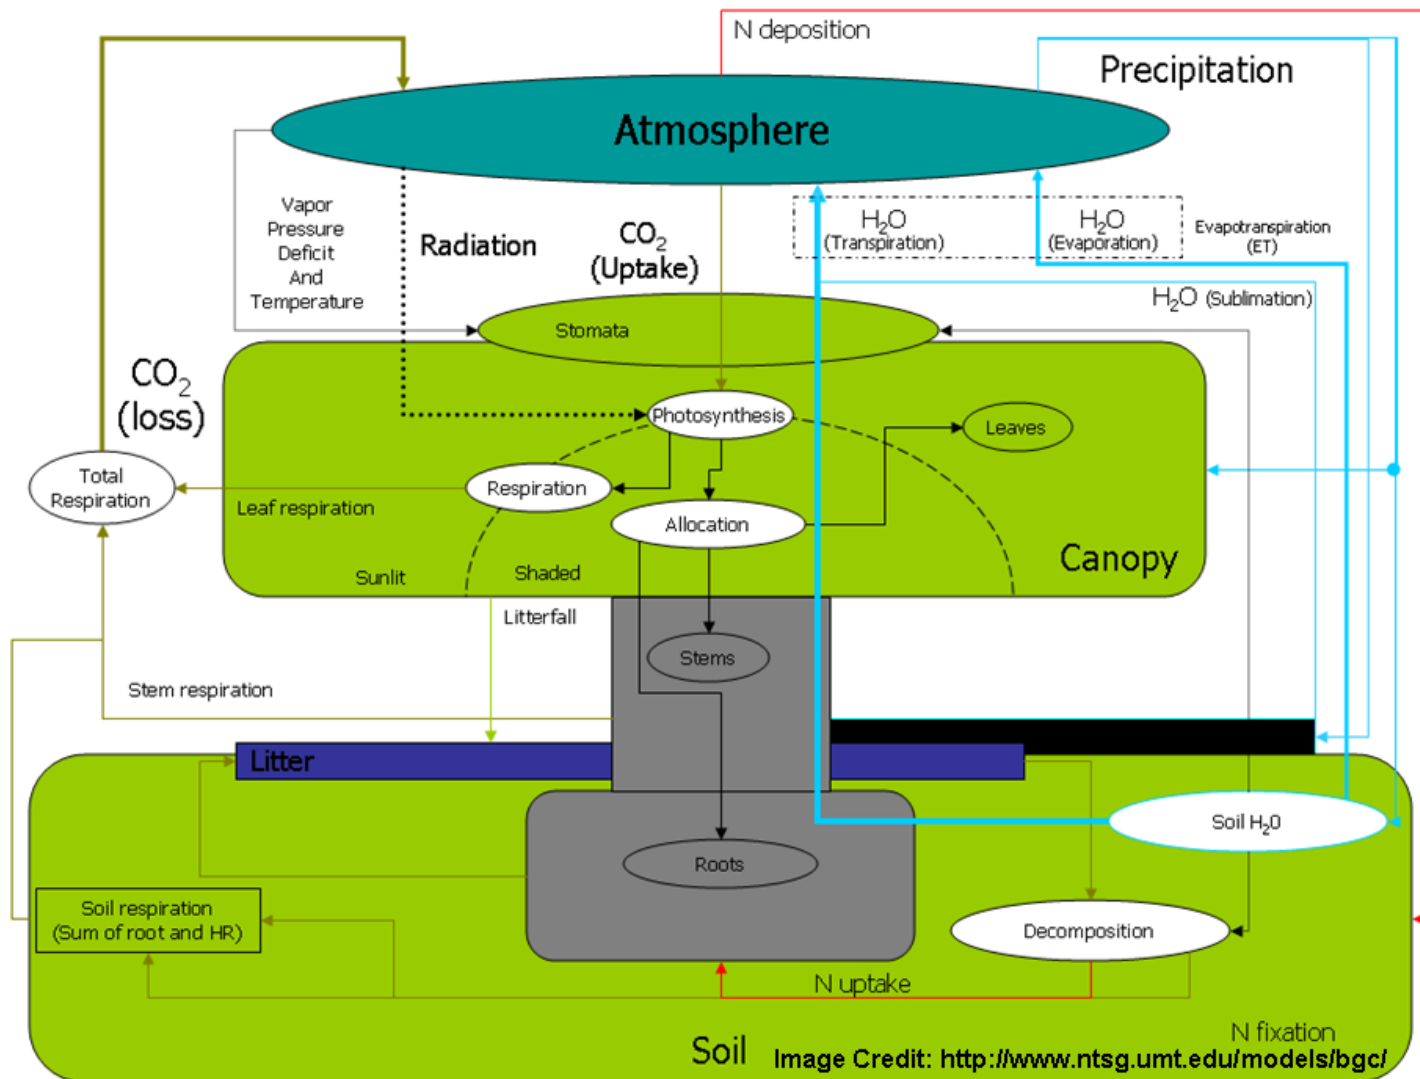 N deposition
Precipitation
Atmosphere
Vapor
Pressure
Deficit
And
Temperature
Radiation
CO2
(Uptake)
H2O
(Transpiration)
H2O
(Evaporation)
Evapotranspiration
(ET)
H2O (Sublimation)
Stomata
CO2
(loss)
Photosynthesis
Leaves
Total
Respiration
Respiration
Leaf respiration
Allocation
Canopy
Sunlit
Shaded
Litterfall
Stems
Stem respiration
Litter
Soil H20
Roots
Soil respiration
(Sum of root and HR)
Decomposition
N uptake
N fixation
Soil
Image Credit: http://www.ntsg.umt.edu/models/bgc/